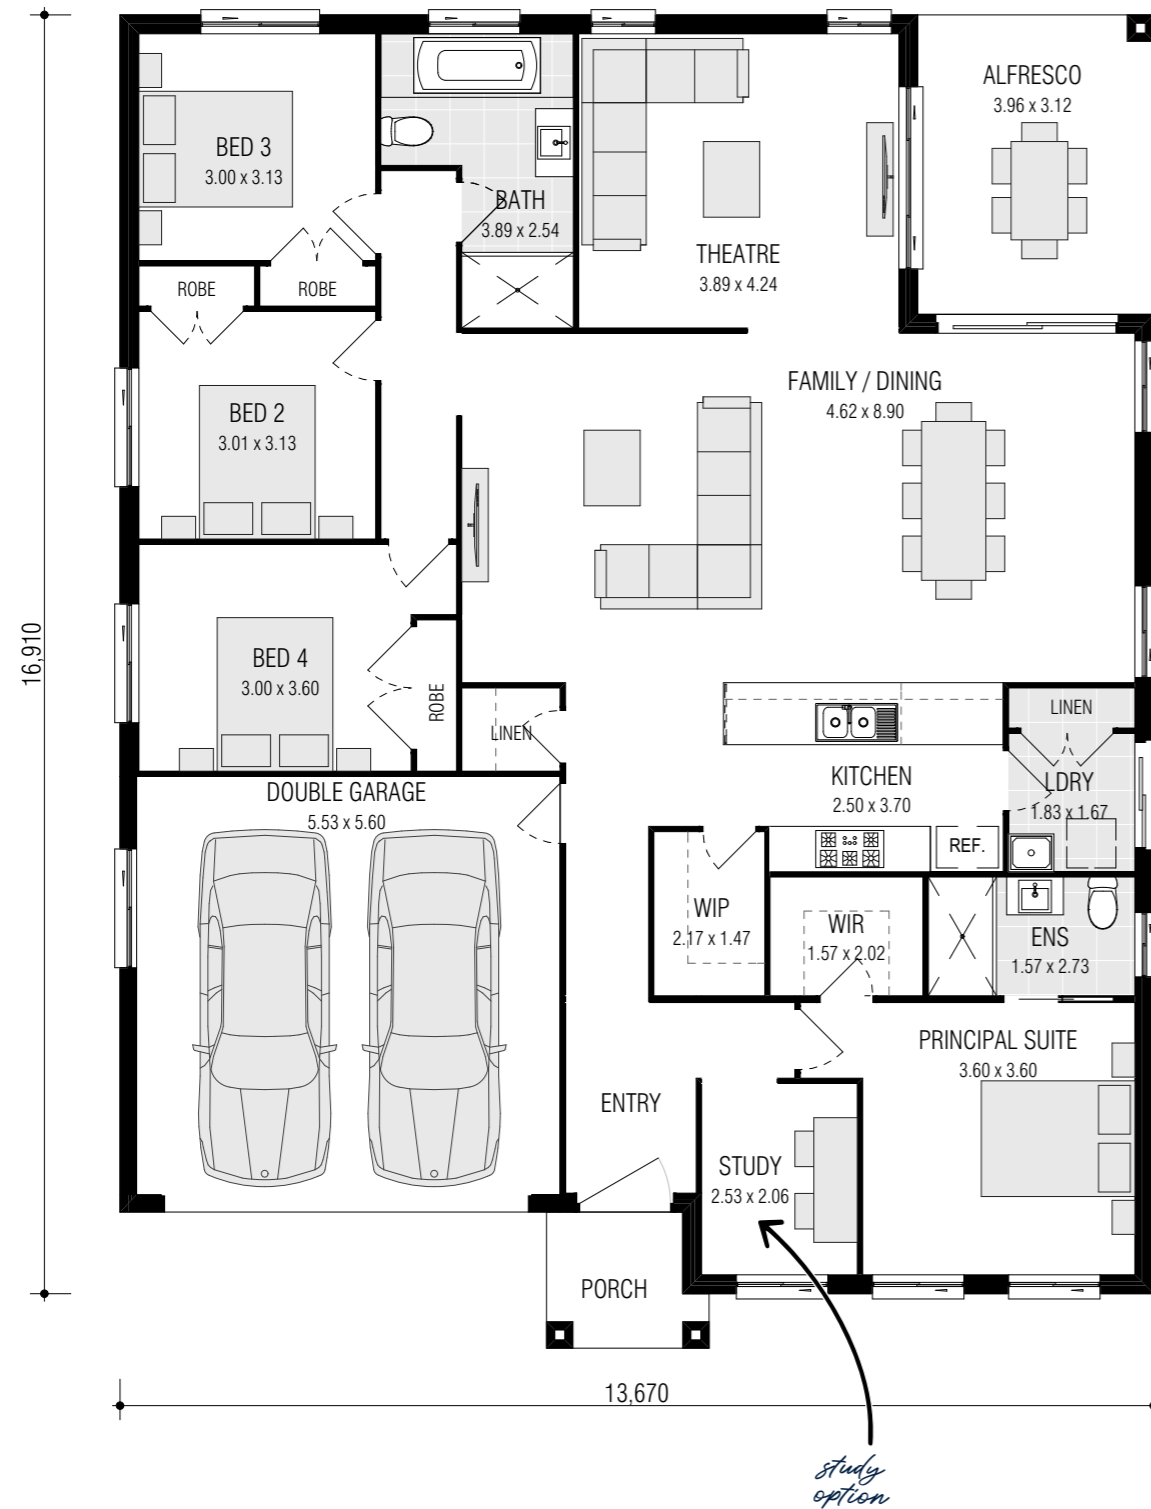 ALFRESCO
3.96 x 3.12
BED 3
3.00 x 3.13
BATH
3.89 x 2.54
THEATRE
3.89 x 4.24
ROBE
ROBE
FAMILY / DINING
4.62 x 8.90
BED 2
3.01 x 3.13
16,910
BED 4
3.00 x 3.60
ROBE
LINEN
LINEN
KITCHEN
2.50 x 3.70
LDRY
1.83 x 1.67
DOUBLE GARAGE
5.53 x 5.60
REF.
WIP
2.17 x 1.47
WIR
1.57 x 2.02
ENS
1.57 x 2.73
PRINCIPAL SUITE
3.60 x 3.60
ENTRY
STUDY
2.53 x 2.06
PORCH
13,670
study
option